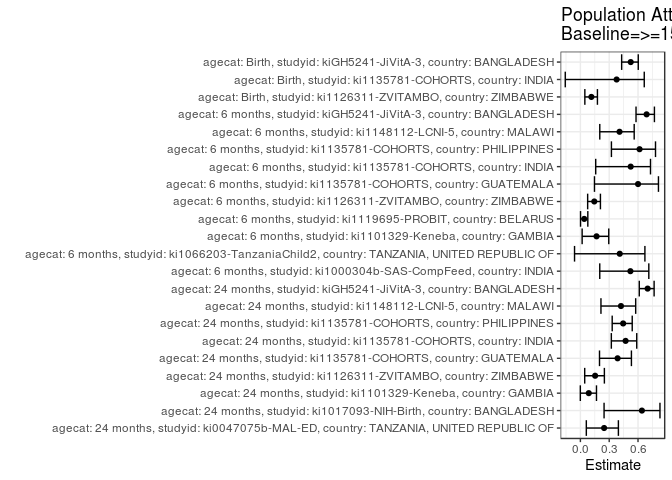 Population Att
Baseline=>=15
agecat: Birth, studyid: kiGH5241-JiVitA-3, country: BANGLADESH
agecat: Birth, studyid: ki1135781-COHORTS, country: INDIA
agecat: Birth, studyid: ki1126311-ZVITAMBO, country: ZIMBABWE
agecat: 6 months, studyid: kiGH5241-JiVitA-3, country: BANGLADESH
agecat: 6 months, studyid: ki1148112-LCNI-5, country: MALAWI
agecat: 6 months, studyid: ki1135781-COHORTS, country: PHILIPPINES
agecat: 6 months, studyid: ki1135781-COHORTS, country: INDIA
agecat: 6 months, studyid: ki1135781-COHORTS, country: GUATEMALA
agecat: 6 months, studyid: ki1126311-ZVITAMBO, country: ZIMBABWE
agecat: 6 months, studyid: ki1119695-PROBIT, country: BELARUS
agecat: 6 months, studyid: ki1101329-Keneba, country: GAMBIA
agecat: 6 months, studyid: ki1066203-TanzaniaChild2, country: TANZANIA, UNITED REPUBLIC OF
agecat: 6 months, studyid: ki1000304b-SAS-CompFeed, country: INDIA
agecat: 24 months, studyid: kiGH5241-JiVitA-3, country: BANGLADESH
agecat: 24 months, studyid: ki1148112-LCNI-5, country: MALAWI
agecat: 24 months, studyid: ki1135781-COHORTS, country: PHILIPPINES
agecat: 24 months, studyid: ki1135781-COHORTS, country: INDIA
agecat: 24 months, studyid: ki1135781-COHORTS, country: GUATEMALA
agecat: 24 months, studyid: ki1126311-ZVITAMBO, country: ZIMBABWE
agecat: 24 months, studyid: ki1101329-Keneba, country: GAMBIA
agecat: 24 months, studyid: ki1017093-NIH-Birth, country: BANGLADESH
agecat: 24 months, studyid: ki0047075b-MAL-ED, country: TANZANIA, UNITED REPUBLIC OF
0.0 0.3 0.6
Estimate